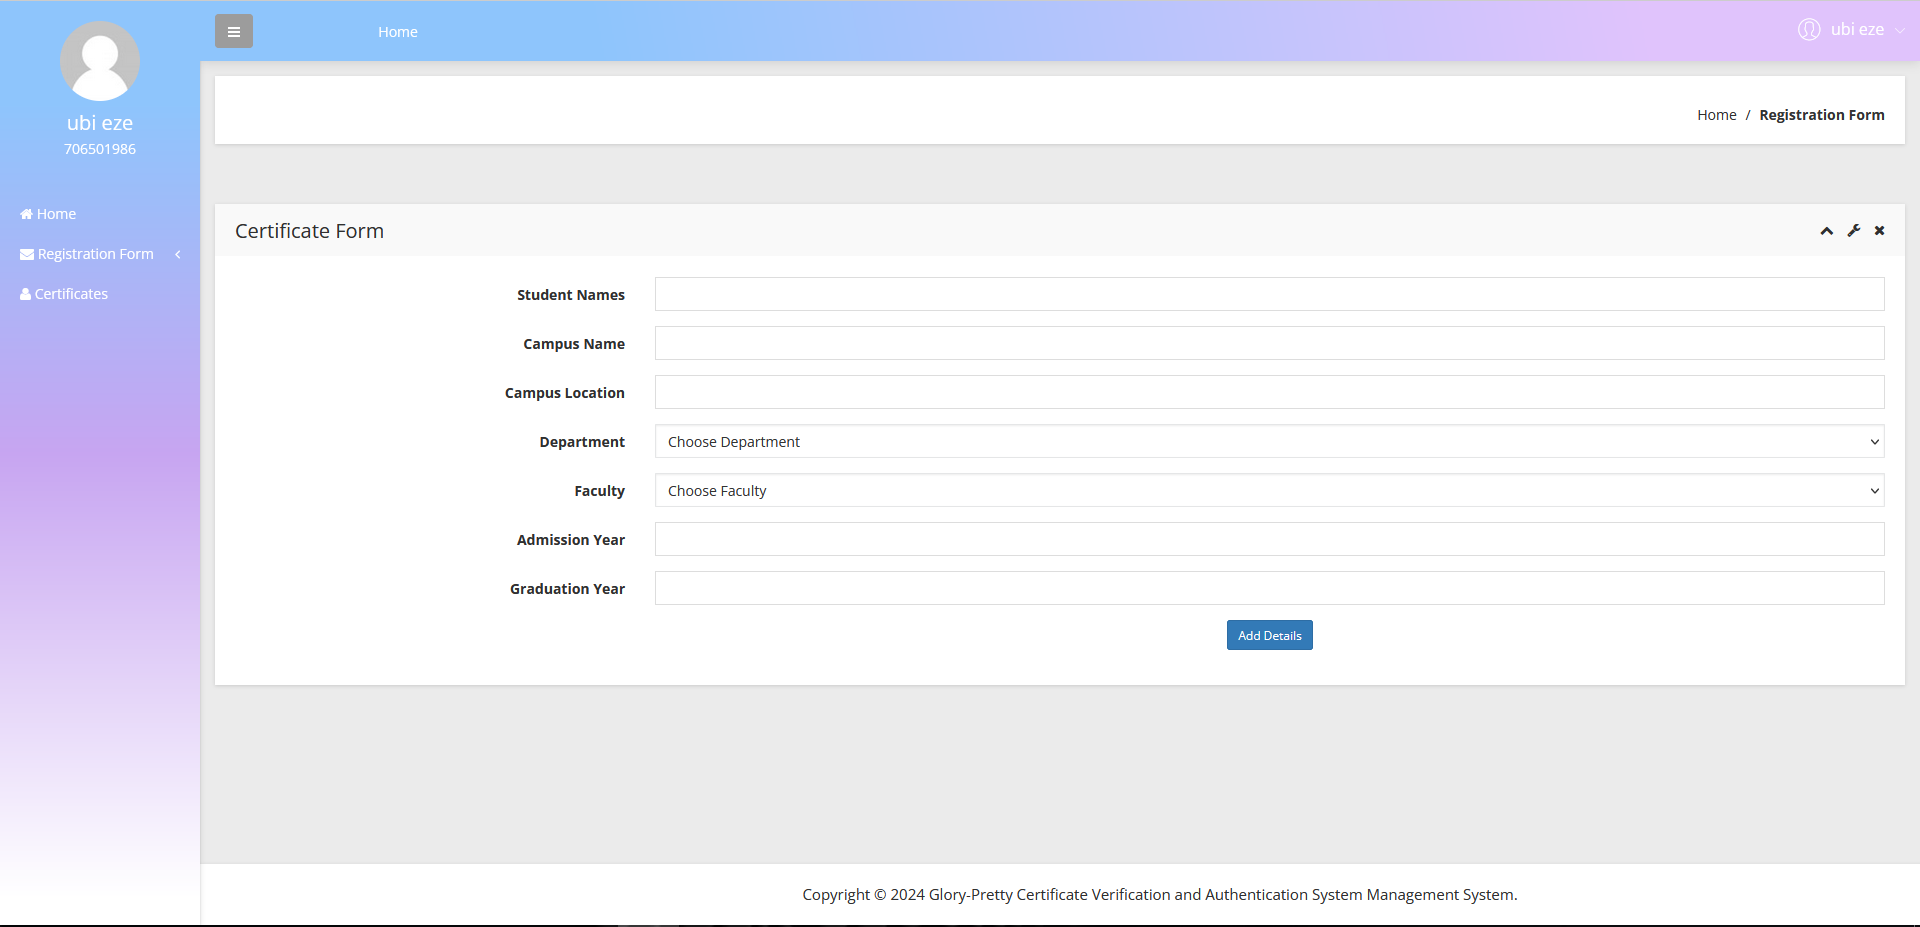 Home
ubi eze
ubi eze
706501986
Home
Registration Form
Certificates
Home / Registration Form
Certificate Form
Student Names
Campus Name
Campus Location
Department Choose Department
Faculty Choose Faculty
Admission Year
Graduation Year
Add Details
Copyright © 2024 Glory-Pretty Certificate Verification and Authentication System Management System.